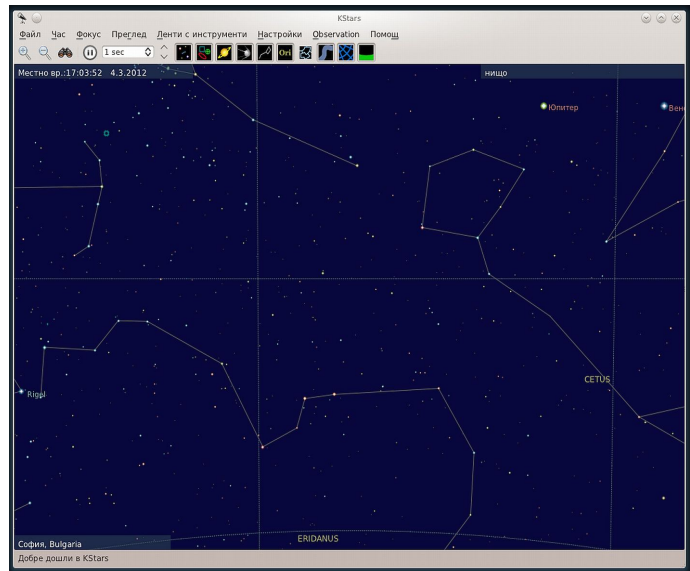 KStars
Файл Час Фокус Преглед Ленти с инструменти Настройки Observation Помощ
1 sec Ori
Местно вр.:17:03:52 4.3.2012
нищо
Юпитер
Вен
Rigel
CETUS
ERIDANUS
София, Bulgaria
Добре дошли в KStars